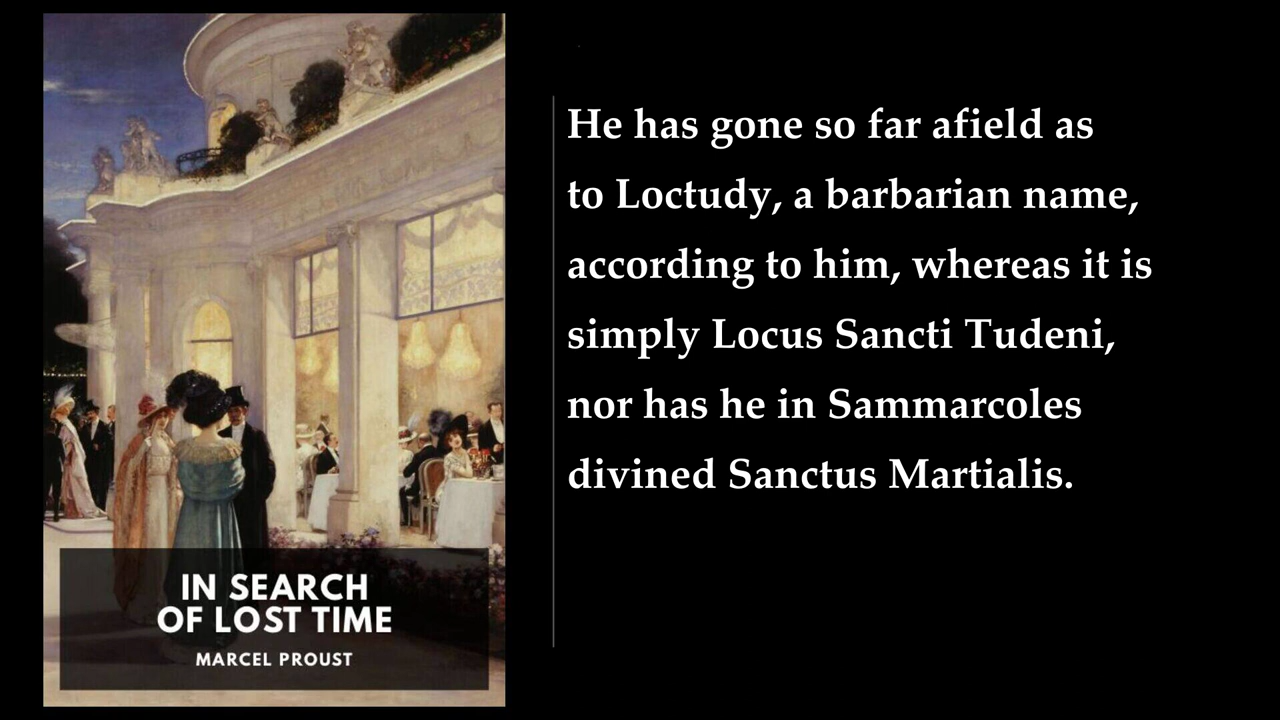 He has gone so far afield as
to Loctudy, a barbarian name,
according to him, whereas it is
simply Locus Sancti Tudeni,
nor has he in Sammarcoles
divined Sanctus Martialis.
IN SEARCH
OF LOST TIME
MARCEL PROUST